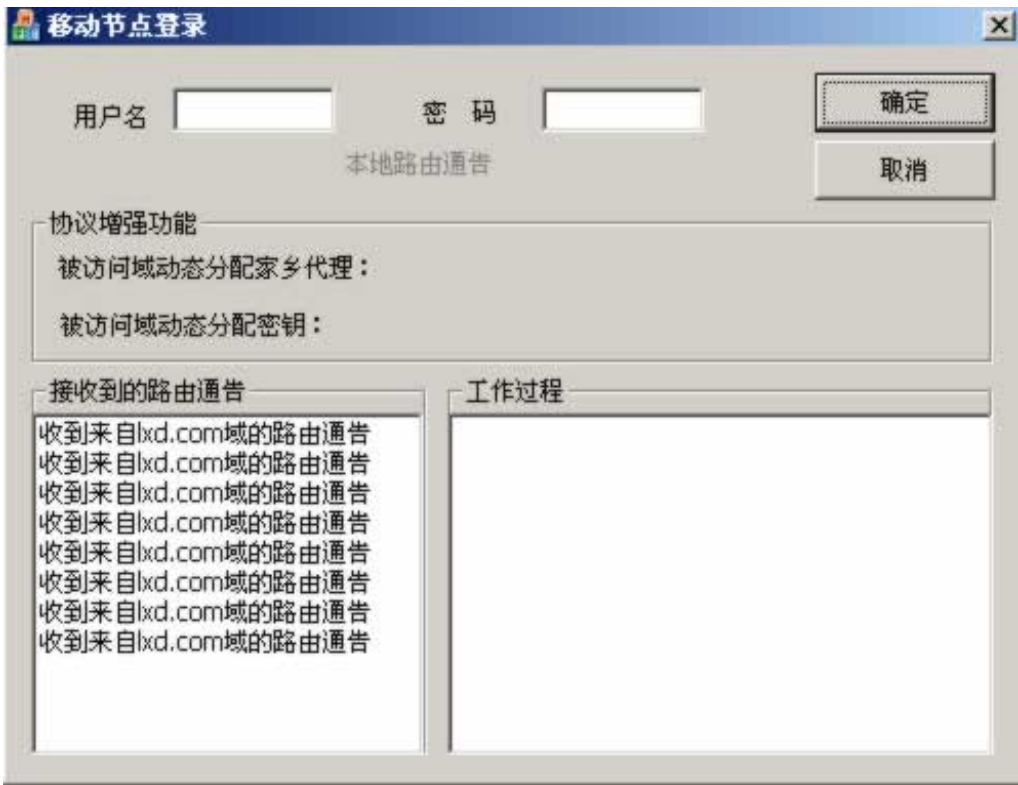 移动节点登录
用户名 密 码 确定
本地路由通告
取消
协议增强功能
被访问域动态分配家乡代理：
被访问域动态分配密钥：
接收到的路由通告
收到来自lxd.com域的路由通告
收到来自lxd.com域的路由通告
收到来自lxd.com域的路由通告
收到来自lxd.com域的路由通告
收到来自lxd.com域的路由通告
收到来自lxd.com域的路由通告
收到来自lxd.com域的路由通告
收到来自lxd.com域的路由通告
工作过程